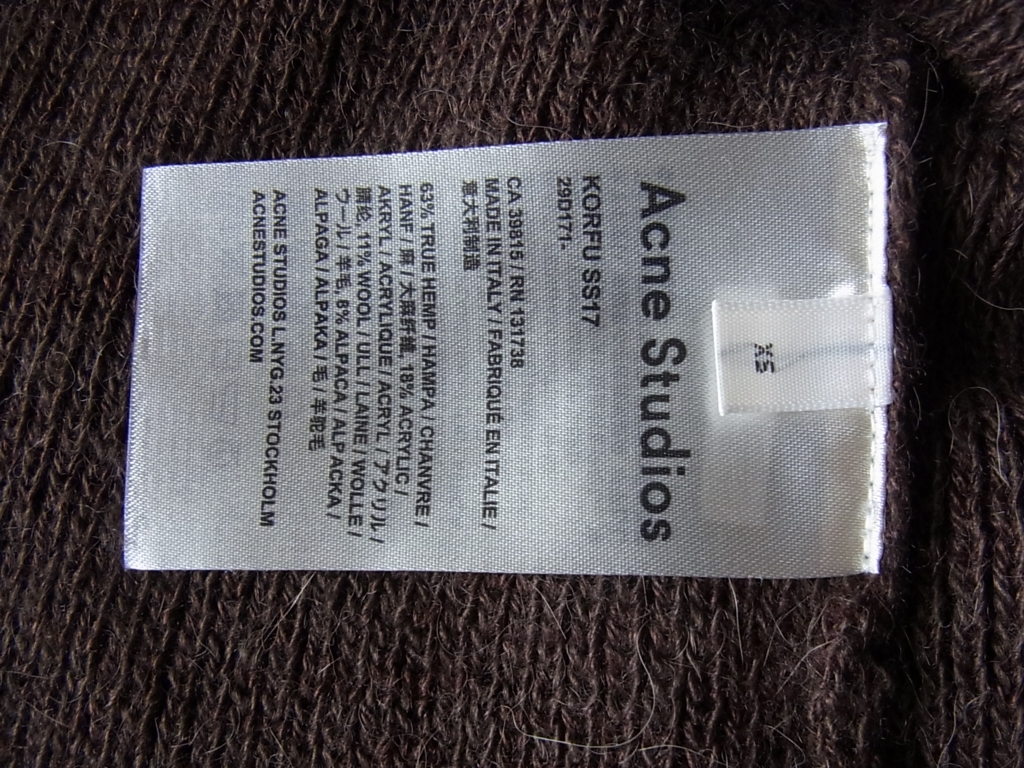 XS
Acne Studios
KORFU SS17
29D171-
CA 39815 / RN 131738
MADE IN ITALY / FABRIQUÉ EN ITALIE /
意大利制造
63% TRUE HEMP / HAMPA / CHANVRE /
HANF / 麻 / 大麻纤维, 18% ACRYLIC /
AKRYL / ACRYLIQUE / ACRYL / アクリル /
腈纶, 11% WOOL / ULL / LAINE / WOLLE /
ウール / 羊毛, 8% ALPACA / ALPACKA /
ALPAGA / ALPAKA / 毛 / 羊驼毛
ACNE STUDIOS L.NYG.23 STOCKHOLM
ACNESTUDIOS.COM